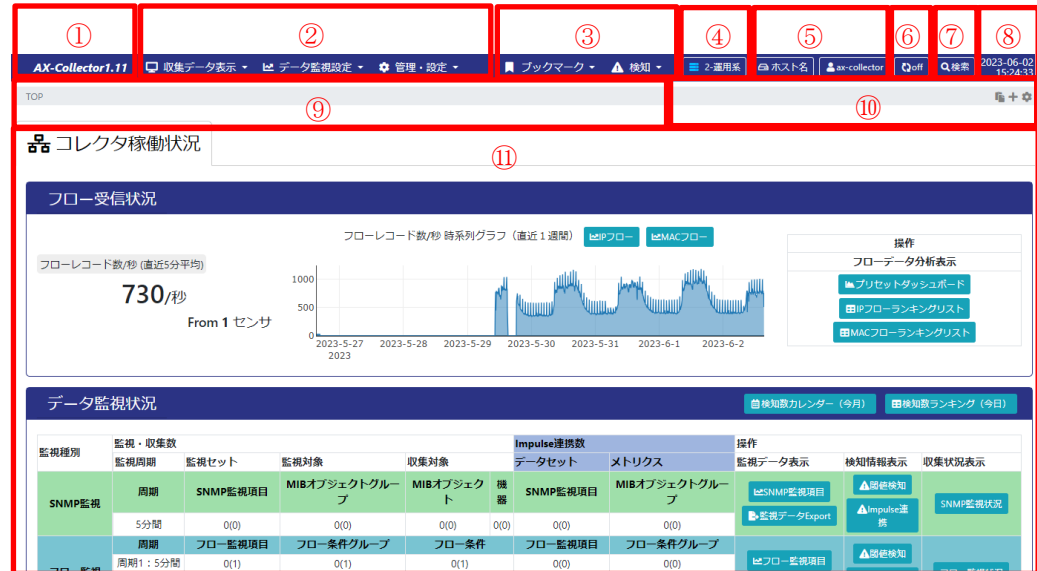 ① ② ③ ④ ⑤ ⑥ ⑦ ⑧
AX-Collector1.11 収集データ表示 データ監視設定 管理・設定 ブックマーク 検知 2-運用系 ホスト名 ax-collector off 検索 2023-06-02
15:24:33
TOP ⑨ ⑩
コレクタ稼働状況
⑪
フロー受信状況
フローレコード数/秒 時系列グラフ（直近1週間） IPフロー MACフロー
フローレコード数/秒 (直近5分平均)
730/秒
From 1 センサ
1000
500
0
2023-5-27 2023-5-28 2023-5-29 2023-5-30 2023-5-31 2023-6-1 2023-6-2
2023
操作
フローデータ分析表示
プリセットダッシュボード
IPフローランキングリスト
MACフローランキングリスト
データ監視状況 検知数カレンダー（今月） 検知数ランキング（今日）
監視種別 監視・収集数 Impulse連携数 操作
監視周期 監視セット 監視対象 収集対象 データセット メトリクス 監視データ表示 検知情報表示 収集状況表示
SNMP監視 周期 SNMP監視項目 MIBオブジェクトグループ MIBオブジェクト 機器 SNMP監視項目 MIBオブジェクトグループ
SNMP監視項目 閾値検知 SNMP監視状況
監視データExport Impulse連携
5分間 0(0) 0(0) 0(0) 0(0) 0(0) 0(0)
フロー監視 周期 フロー監視項目 フロー条件グループ フロー条件 フロー監視項目 フロー条件グループ
周期1：5分間 0(1) 0(1) 0(1) 0(0) 0(0)
フロー監視項目 閾値検知 フロー監視状況